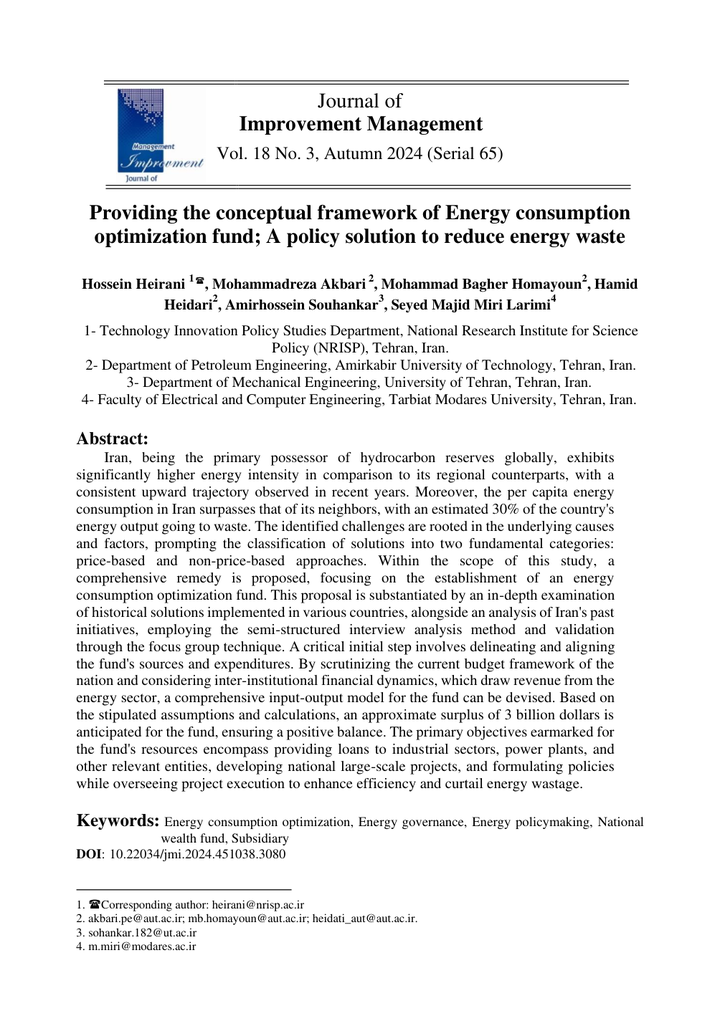 Journal of
Improvement Management
Vol. 18 No. 3, Autumn 2024 (Serial 65)
Management
Improvment
Journal of
Providing the conceptual framework of Energy consumption
optimization fund; A policy solution to reduce energy waste
Hossein Heirani 1☎, Mohammadreza Akbari 2, Mohammad Bagher Homayoun2, Hamid
Heidari2, Amirhossein Souhankar3, Seyed Majid Miri Larimi4
1- Technology Innovation Policy Studies Department, National Research Institute for Science
Policy (NRISP), Tehran, Iran.
2- Department of Petroleum Engineering, Amirkabir University of Technology, Tehran, Iran.
3- Department of Mechanical Engineering, University of Tehran, Tehran, Iran.
4- Faculty of Electrical and Computer Engineering, Tarbiat Modares University, Tehran, Iran.
Abstract:
Iran, being the primary possessor of hydrocarbon reserves globally, exhibits
significantly higher energy intensity in comparison to its regional counterparts, with a
consistent upward trajectory observed in recent years. Moreover, the per capita energy
consumption in Iran surpasses that of its neighbors, with an estimated 30% of the country's
energy output going to waste. The identified challenges are rooted in the underlying causes
and factors, prompting the classification of solutions into two fundamental categories:
price-based and non-price-based approaches. Within the scope of this study, a
comprehensive remedy is proposed, focusing on the establishment of an energy
consumption optimization fund. This proposal is substantiated by an in-depth examination
of historical solutions implemented in various countries, alongside an analysis of Iran's past
initiatives, employing the semi-structured interview analysis method and validation
through the focus group technique. A critical initial step involves delineating and aligning
the fund's sources and expenditures. By scrutinizing the current budget framework of the
nation and considering inter-institutional financial dynamics, which draw revenue from the
energy sector, a comprehensive input-output model for the fund can be devised. Based on
the stipulated assumptions and calculations, an approximate surplus of 3 billion dollars is
anticipated for the fund, ensuring a positive balance. The primary objectives earmarked for
the fund's resources encompass providing loans to industrial sectors, power plants, and
other relevant entities, developing national large-scale projects, and formulating policies
while overseeing project execution to enhance efficiency and curtail energy wastage.
Keywords: Energy consumption optimization, Energy governance, Energy policymaking, National
wealth fund, Subsidiary
DOI: 10.22034/jmi.2024.451038.3080
1. ☎Corresponding author: heirani@nrisp.ac.ir
2. akbari.pe@aut.ac.ir; mb.homayoun@aut.ac.ir; heidati_aut@aut.ac.ir.
3. sohankar.182@ut.ac.ir
4. m.miri@modares.ac.ir